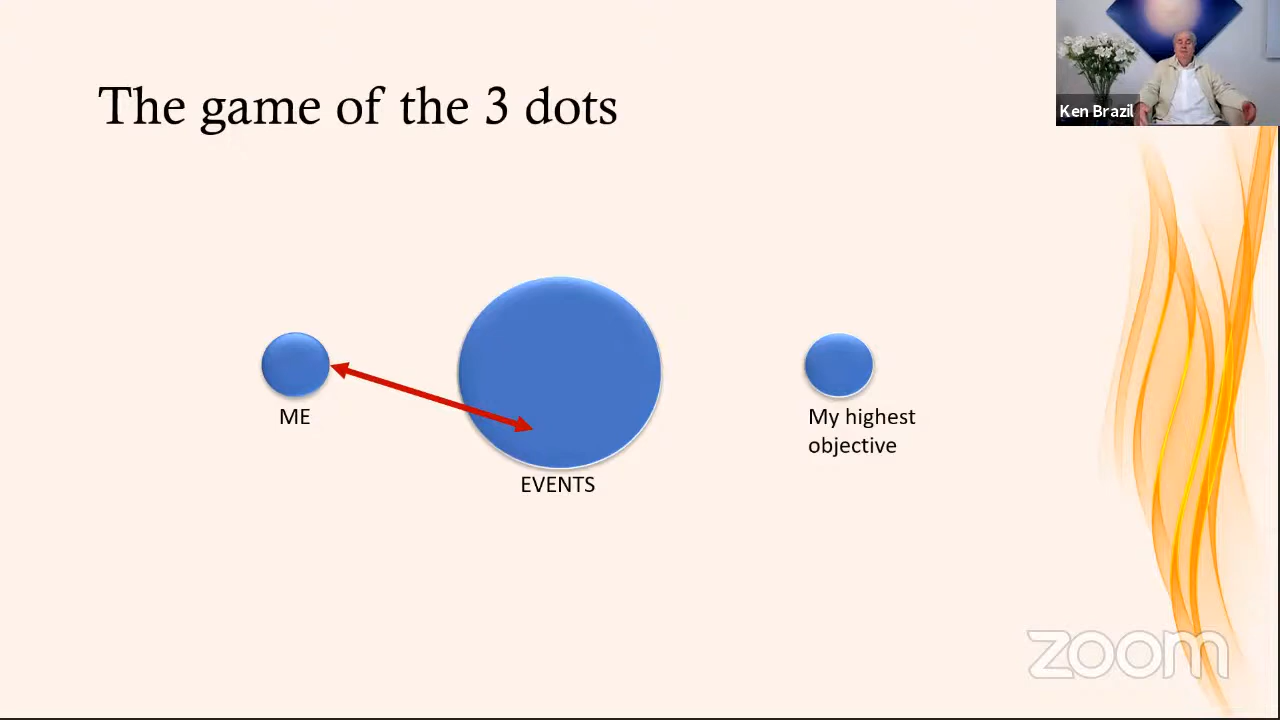 The game of the 3 dots
Ken Brazil
ME
EVENTS
My highest
objective
zoom